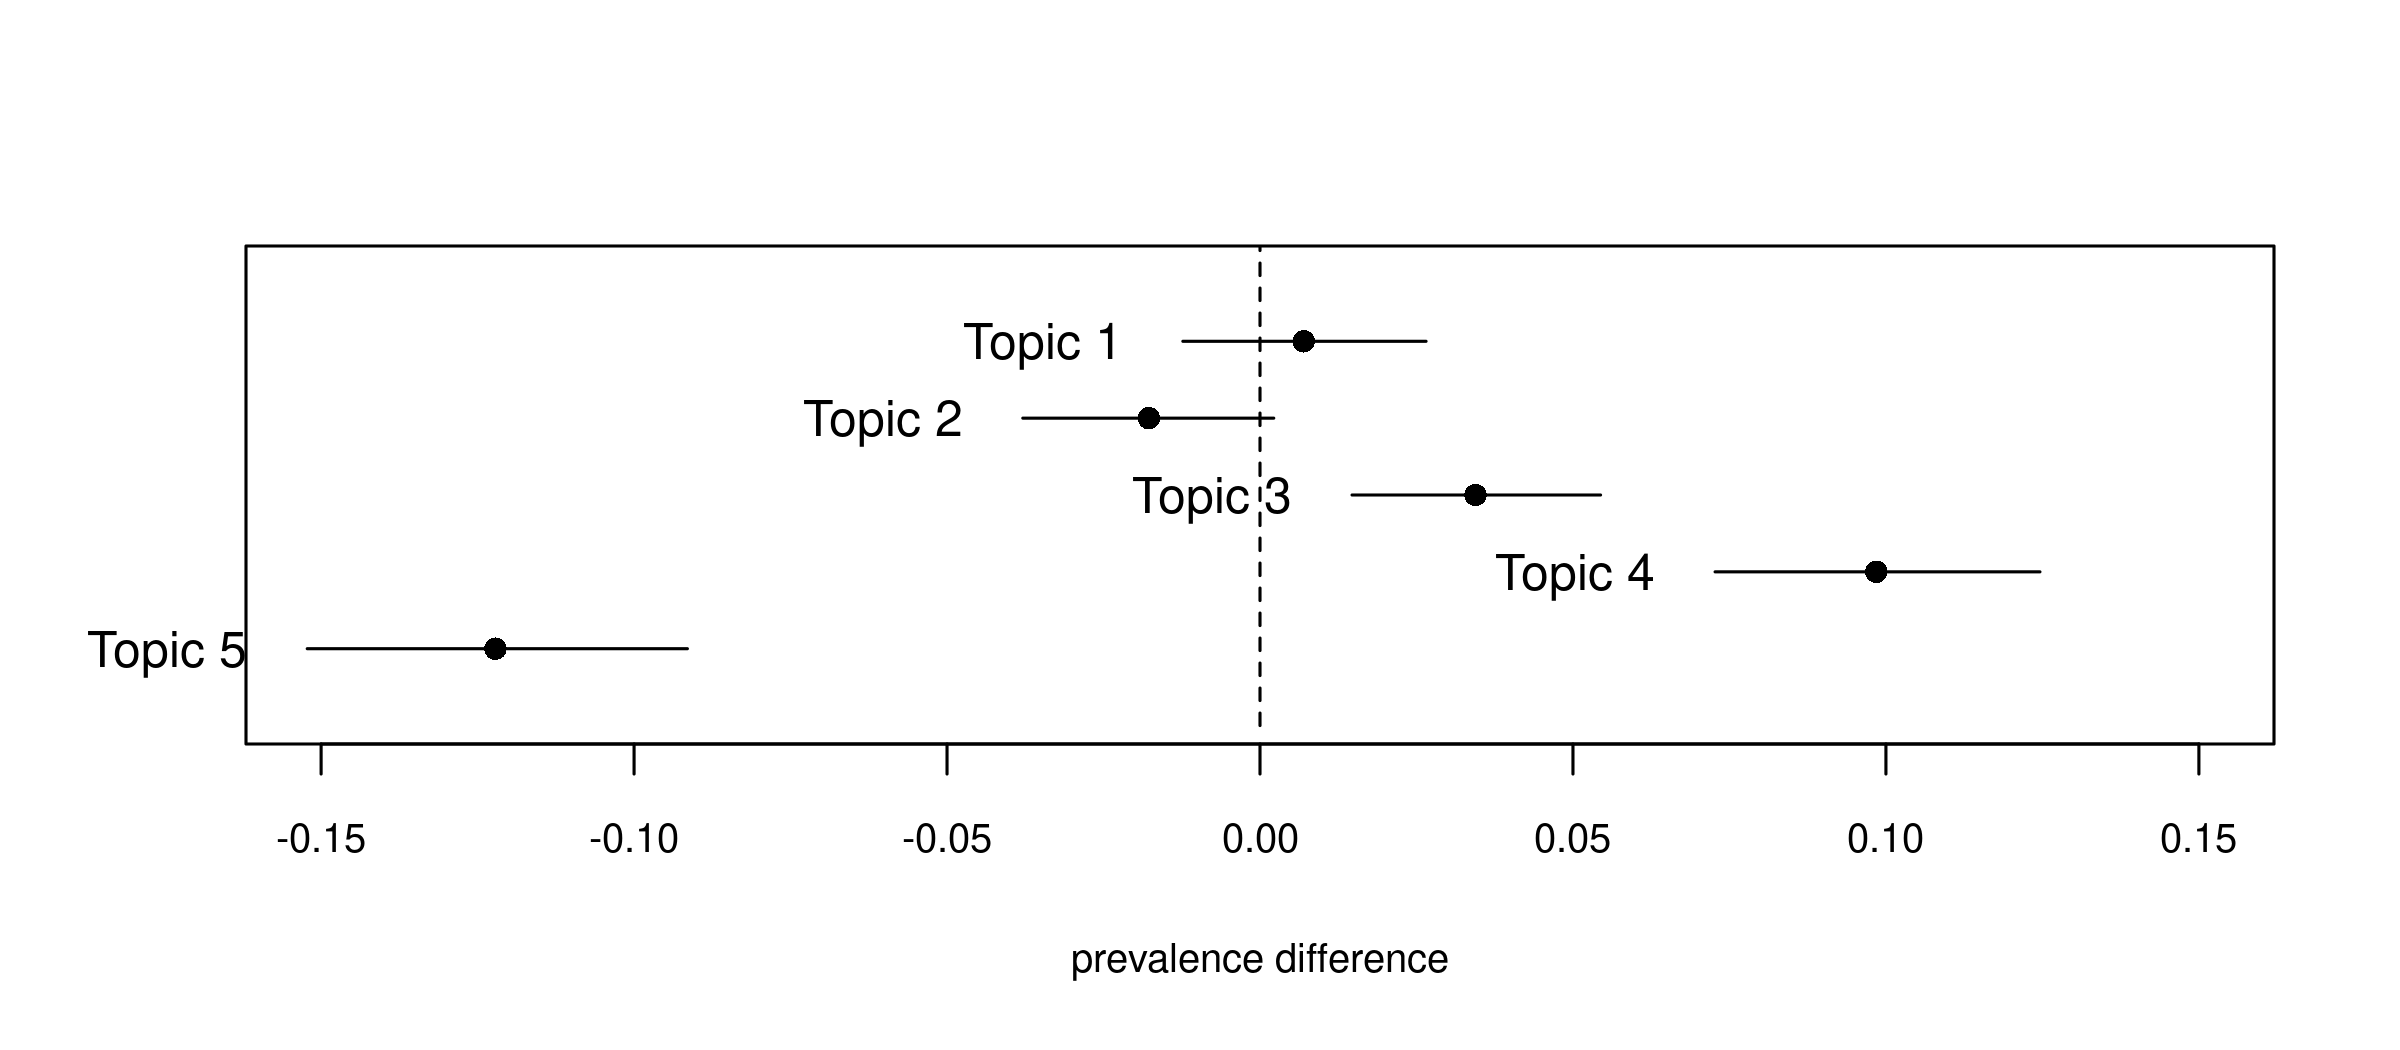 Topic 1
Topic 2
Topic 3
Topic 4
Topic 5
-0.15 -0.10 -0.05 0.00 0.05 0.10 0.15
prevalence difference